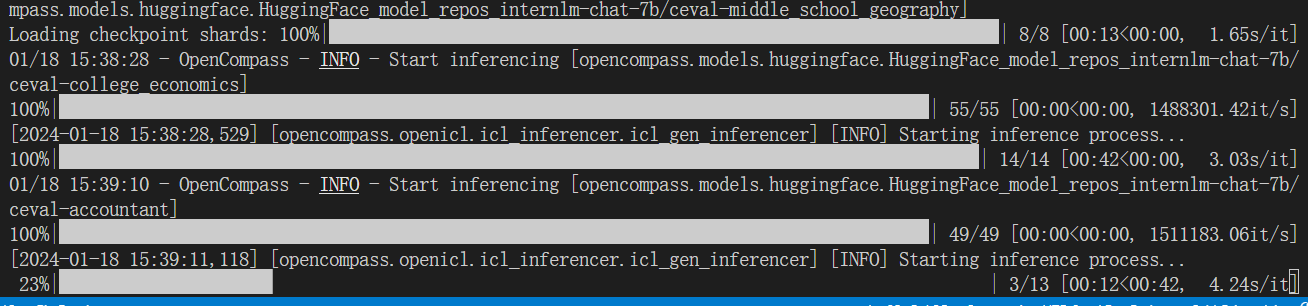 mpass.models.huggingface.HuggingFace_model_repos_internlm-chat-7b/ceval-middle_school_geography]
Loading checkpoint shards: 100%| | 8/8 [00:13<00:00,  1.65s/it]
01/18 15:38:28 - OpenCompass - INFO - Start inferencing [opencompass.models.huggingface.HuggingFace_model_repos_internlm-chat-7b/
ceval-college_economics]
100%| | 55/55 [00:00<00:00, 1488301.42it/s]
[2024-01-18 15:38:28,529] [opencompass.openicl.icl_inferencer.icl_gen_inferencer] [INFO] Starting inference process...
100%| | 14/14 [00:42<00:00,  3.03s/it]
01/18 15:39:10 - OpenCompass - INFO - Start inferencing [opencompass.models.huggingface.HuggingFace_model_repos_internlm-chat-7b/
ceval-accountant]
100%| | 49/49 [00:00<00:00, 1511183.06it/s]
[2024-01-18 15:39:11,118] [opencompass.openicl.icl_inferencer.icl_gen_inferencer] [INFO] Starting inference process...
23%| | 3/13 [00:12<00:42,  4.24s/it]